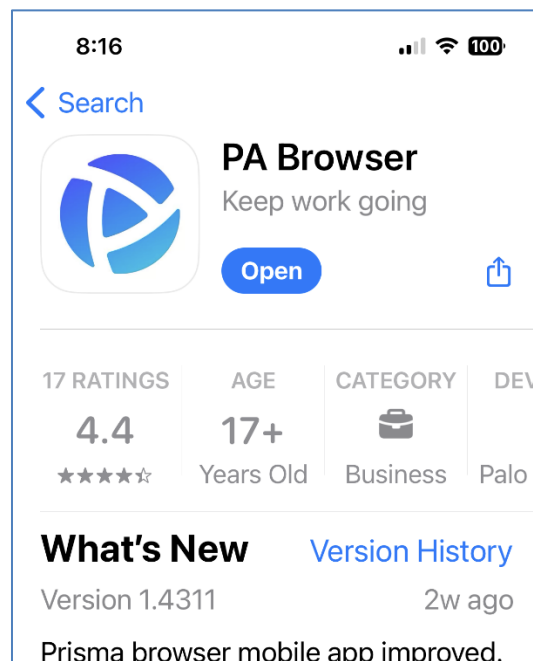 8:16
100
Search
PA Browser
Keep work going
Open
17 RATINGS
AGE
CATEGORY
4.4
17+
Years Old
Business
Palo
What's New
Version History
Version 1.4311
2w ago
Prisma browser mobile app improved.